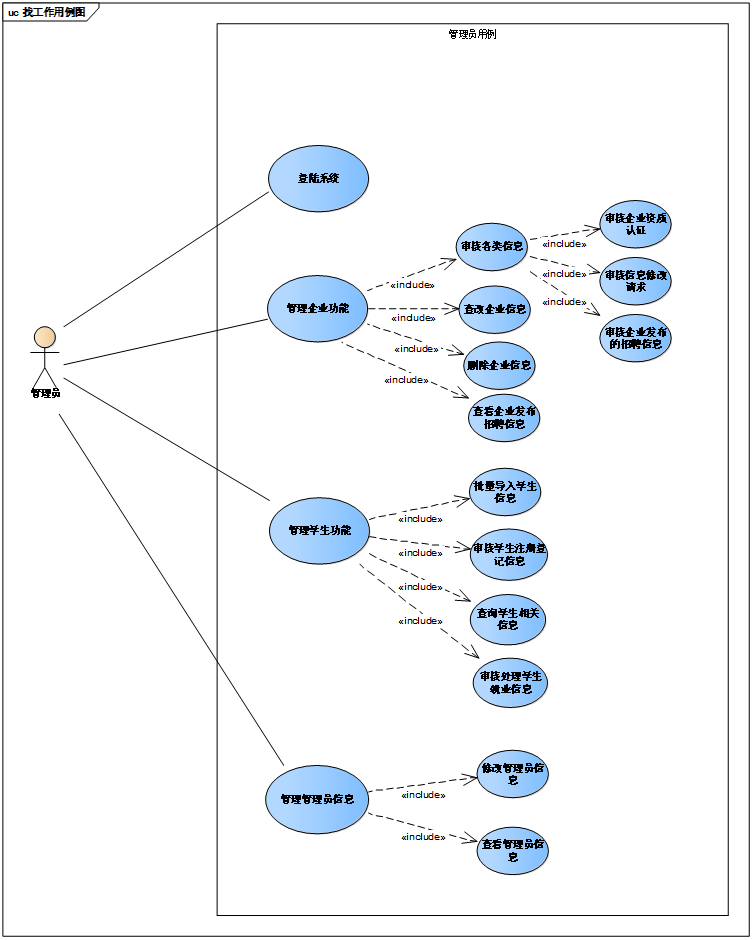 uc 找工作用例图
管理员用例
登陆系统
审核企业资质
认证
审核各类信息
«include»
«include»
审核信息修改
请求
«include»
«include»
管理企业功能
查改企业信息
«include»
审核企业发布
的招聘信息
«include»
删除企业信息
«include»
管理员
查看企业发布
招聘信息
批量导入学生
信息
«include»
管理学生功能
审核学生注册登
记信息
«include»
«include»
查询学生相关
信息
«include»
审核处理学生
就业信息
修改管理员信
息
管理管理员信息
«include»
«include»
查看管理员信
息